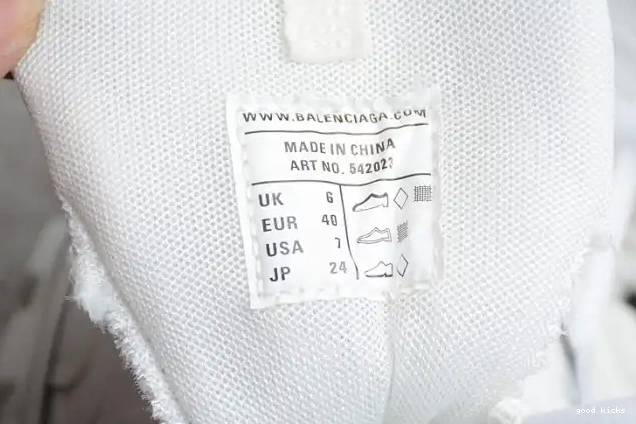 WWW.BALENCIAGA.COM
MADE IN CHINA
ART NO. 542023
UK 6
EUR 40
USA 7
JP 24
good kicks